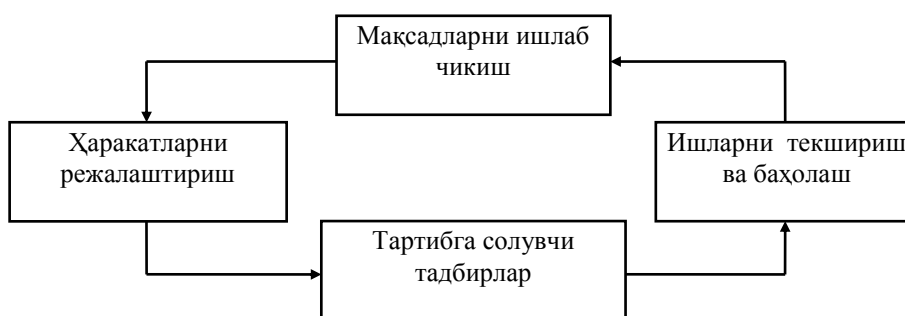 Мақсадларни ишлаб
чикиш
Ҳаракатларни
режалаштириш
Ишларни текшириш
ва баҳолаш
Тартибга солувчи
тадбирлар